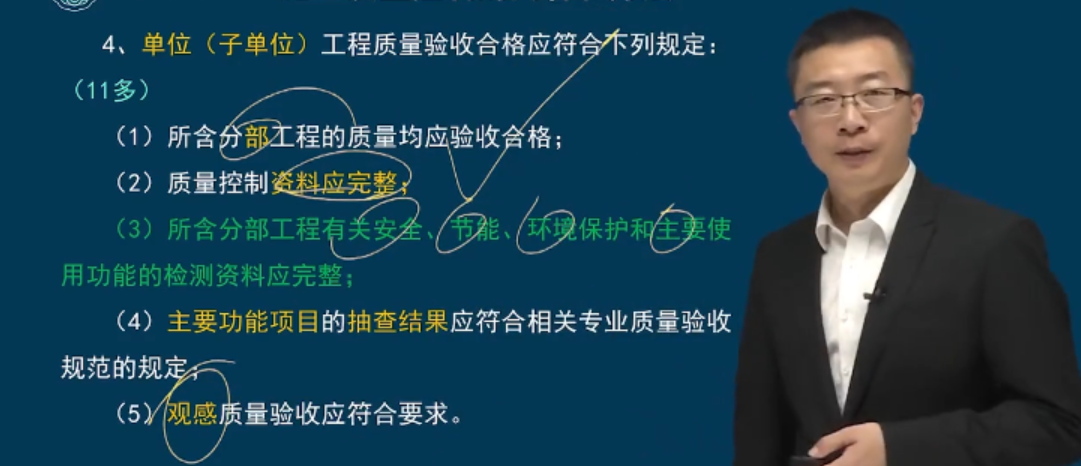 4、单位（子单位）工程质量验收合格应符合下列规定：
（11多）
（1）所含分部工程的质量均应验收合格；
（2）质量控制资料应完整；
（3）所含分部工程有关安全、节能、环境保护和主要使
用功能的检测资料应完整；
（4）主要功能项目的抽查结果应符合相关专业质量验收
规范的规定；
（5）观感质量验收应符合要求。